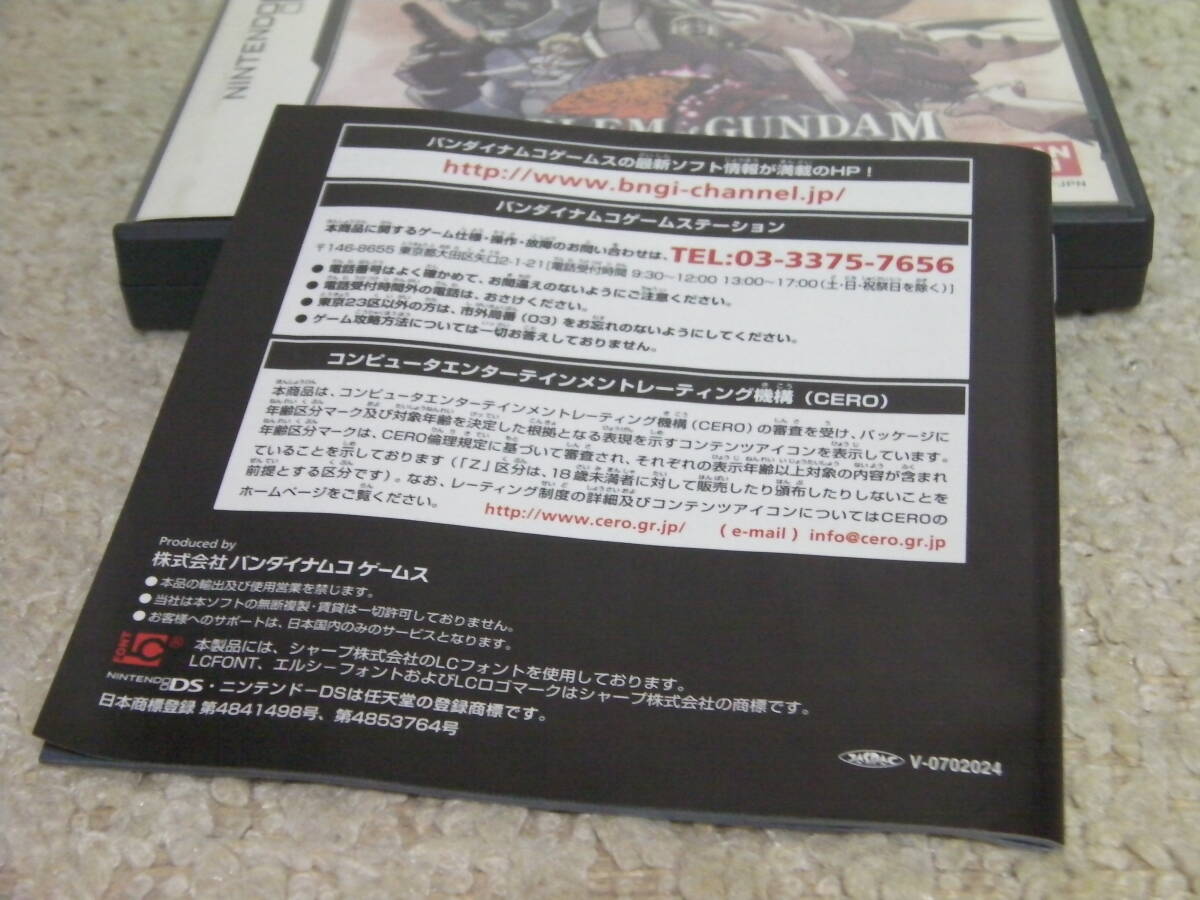 NINTENDO
EMBLEM of GUNDAM
バンダイナムコゲームスの最新ソフト情報が満載のHP！
http://www.bngi-channel.jp/
バンダイナムコゲームステーション
本商品に関するゲーム仕様・操作・故障のお問い合わせは、TEL:03-3375-7656
〒146-8655 東京都大田区矢口2-1-21[電話受付時間 9:30～12:00 13:00～17:00(土・日・祝祭日を除く)]
● 電話番号はよく確かめて、お間違えのないようにご注意ください。
● 電話受付時間外の電話は、おさけください。
● 東京23区以外の方は、市外局番（03）をお忘れのないようにしてください。
● ゲーム攻略方法については一切お答えしておりません。
コンピュータエンターテインメントレーティング機構（CERO）
本商品は、コンピュータエンターテインメントレーティング機構（CERO）の審査を受け、パッケージに
年齢区分マーク及び対象年齢を決定した根拠となる表現を示すコンテンツアイコンを表示しています。
年齢区分マークは、CERO倫理規定に基づいて審査され、それぞれの表示年齢以上対象の内容が含まれ
ていることを示しております（「Z」区分は、18歳未満者に対して販売したり頒布したりしないことを
前提とする区分です）。なお、レーティング制度の詳細及びコンテンツアイコンについてはCEROの
ホームページをご覧ください。
http://www.cero.gr.jp/ （e-mail）info@cero.gr.jp
Produced by
株式会社 バンダイナムコ ゲームス
● 本品の輸出及び使用営業を禁じます。
● 当社は本ソフトの無断複製・賃貸は一切許可しておりません。
● お客様へのサポートは、日本国内のみのサービスとなります。
FONT LC ® 本製品には、シャープ株式会社のLCフォントを使用しております。
LCFONT、エルシーフォントおよびLCロゴマークはシャープ株式会社の商標です。
NINTENDO DS・ニンテンドーDSは任天堂の登録商標です。
日本商標登録 第4841498号、第4853764号
JASRAC V-0702024